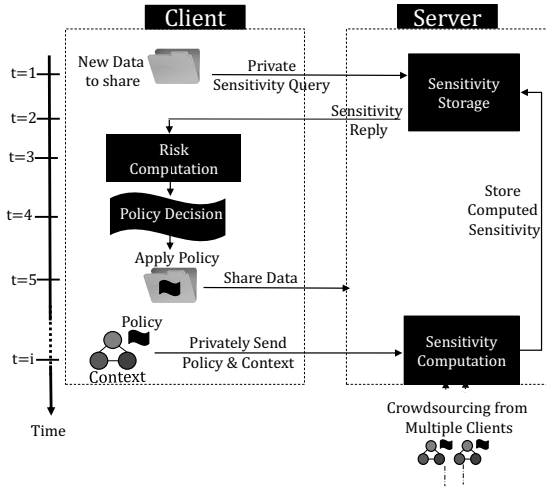 Client
Server
New Data
to share
Private
Sensitivity Query
Sensitivity
Storage
t=1
t=2
Sensitivity
Reply
t=3
Risk
Computation
t=4
Policy Decision
Store
Computed
Sensitivity
Apply Policy
t=5
Share Data
Policy
Privately Send
Policy & Context
Sensitivity
Computation
t=i
Context
Crowdsourcing from
Multiple Clients
Time